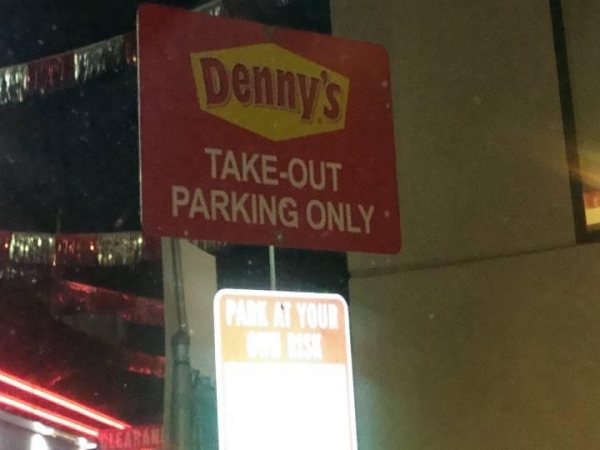 Denny's
TAKE-OUT
PARKING ONLY
PARK AT YOUR
OWN RISK